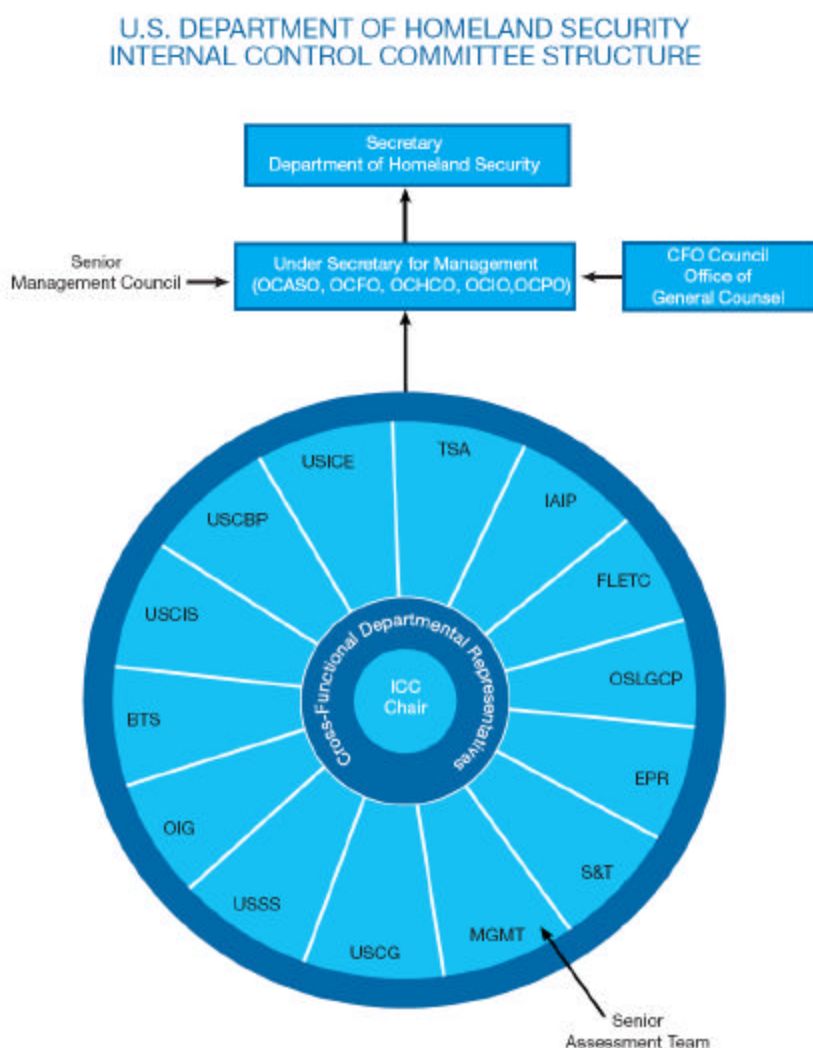 U.S. DEPARTMENT OF HOMELAND SECURITY
INTERNAL CONTROL COMMITTEE STRUCTURE
Secretary
Department of Homeland Security
Senior
Management Council
Under Secretary for Management
(OCASO, OCFO, OCHCO, OCIO,OCPO)
CFO Council
Office of
General Counsel
TSA
IAIP
FLETC
OSLGCP
EPR
S&T
MGMT
USCG
USSS
OIG
BTS
USCIS
USCBP
USICE
Cross-Functional Departmental Representatives
ICC
Chair
Senior
Assessment Team